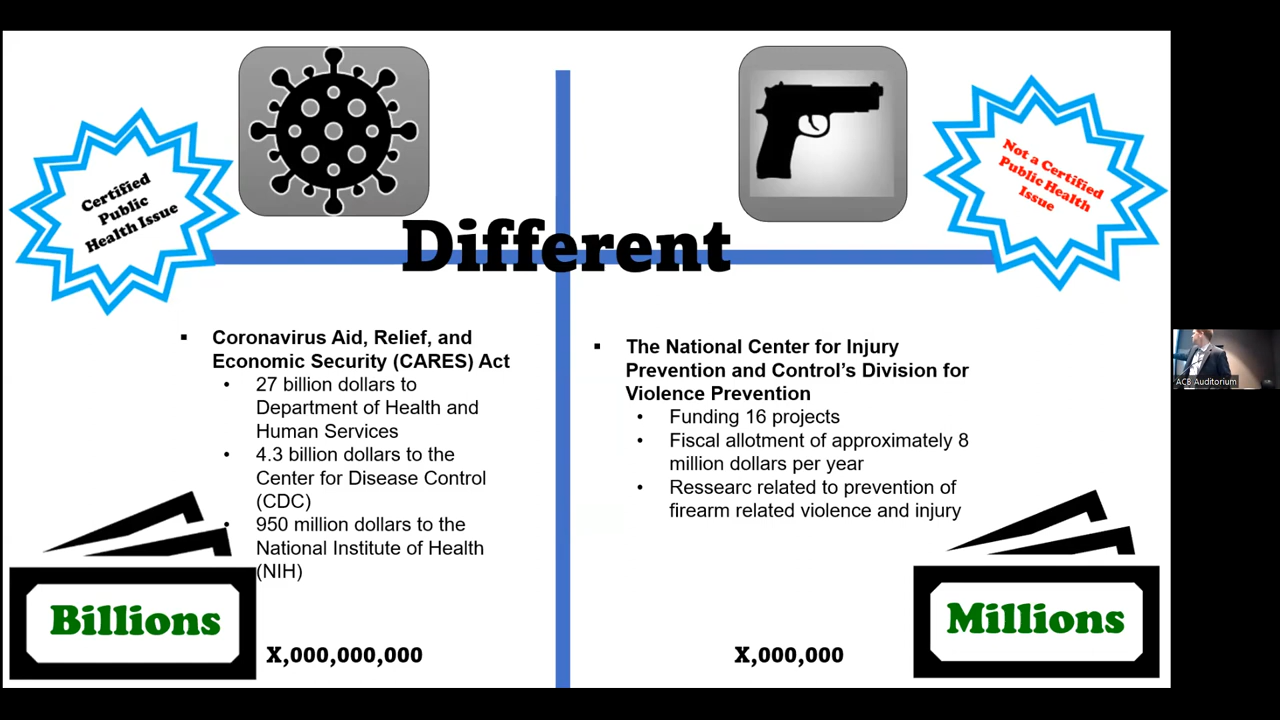 Certified
Public
Health Issue
Not a Certified
Public Health
Issue
Different
▪ Coronavirus Aid, Relief, and
Economic Security (CARES) Act
• 27 billion dollars to
Department of Health and
Human Services
• 4.3 billion dollars to the
Center for Disease Control
(CDC)
• 950 million dollars to the
National Institute of Health
(NIH)
Billions
X,000,000,000
▪ The National Center for Injury
Prevention and Control’s Division for
Violence Prevention
• Funding 16 projects
• Fiscal allotment of approximately 8
million dollars per year
• Ressearc related to prevention of
firearm related violence and injury
X,000,000
Millions
ACB Auditorium